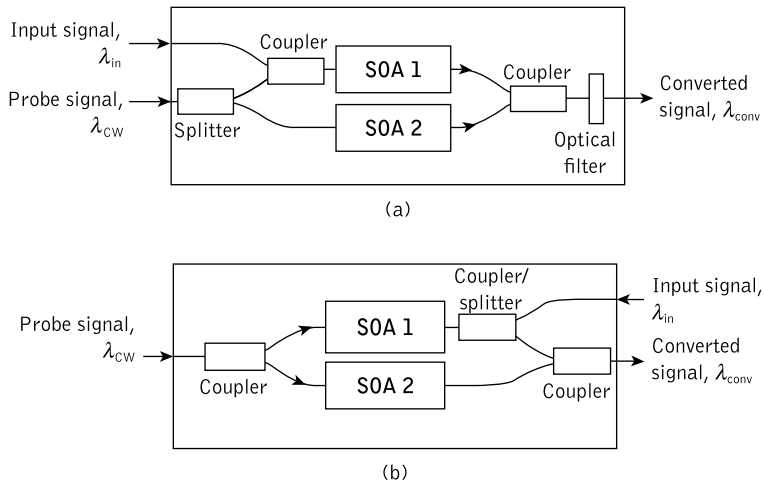 Input signal,
λin
Coupler
SOA 1
Coupler
Converted
signal, λconv
Probe signal,
λCW
Splitter
SOA 2
Optical
filter
(a)
Coupler/
splitter
Input signal,
λin
Probe signal,
λCW
SOA 1
Coupler
SOA 2
Converted
signal, λconv
Coupler
(b)